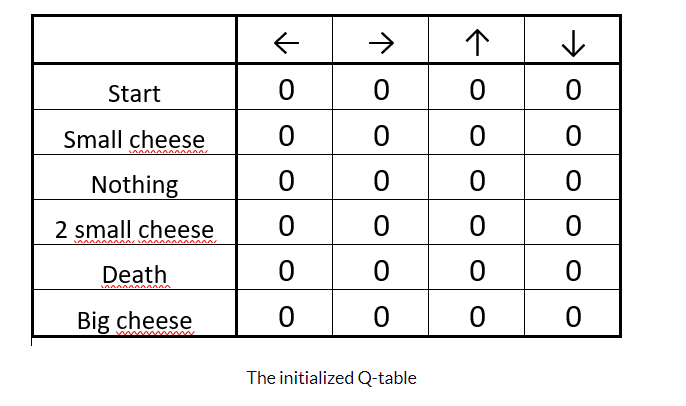 ← → ↑ ↓
Start 0 0 0 0
Small cheese 0 0 0 0
Nothing 0 0 0 0
2 small cheese 0 0 0 0
Death 0 0 0 0
Big cheese 0 0 0 0
The initialized Q-table